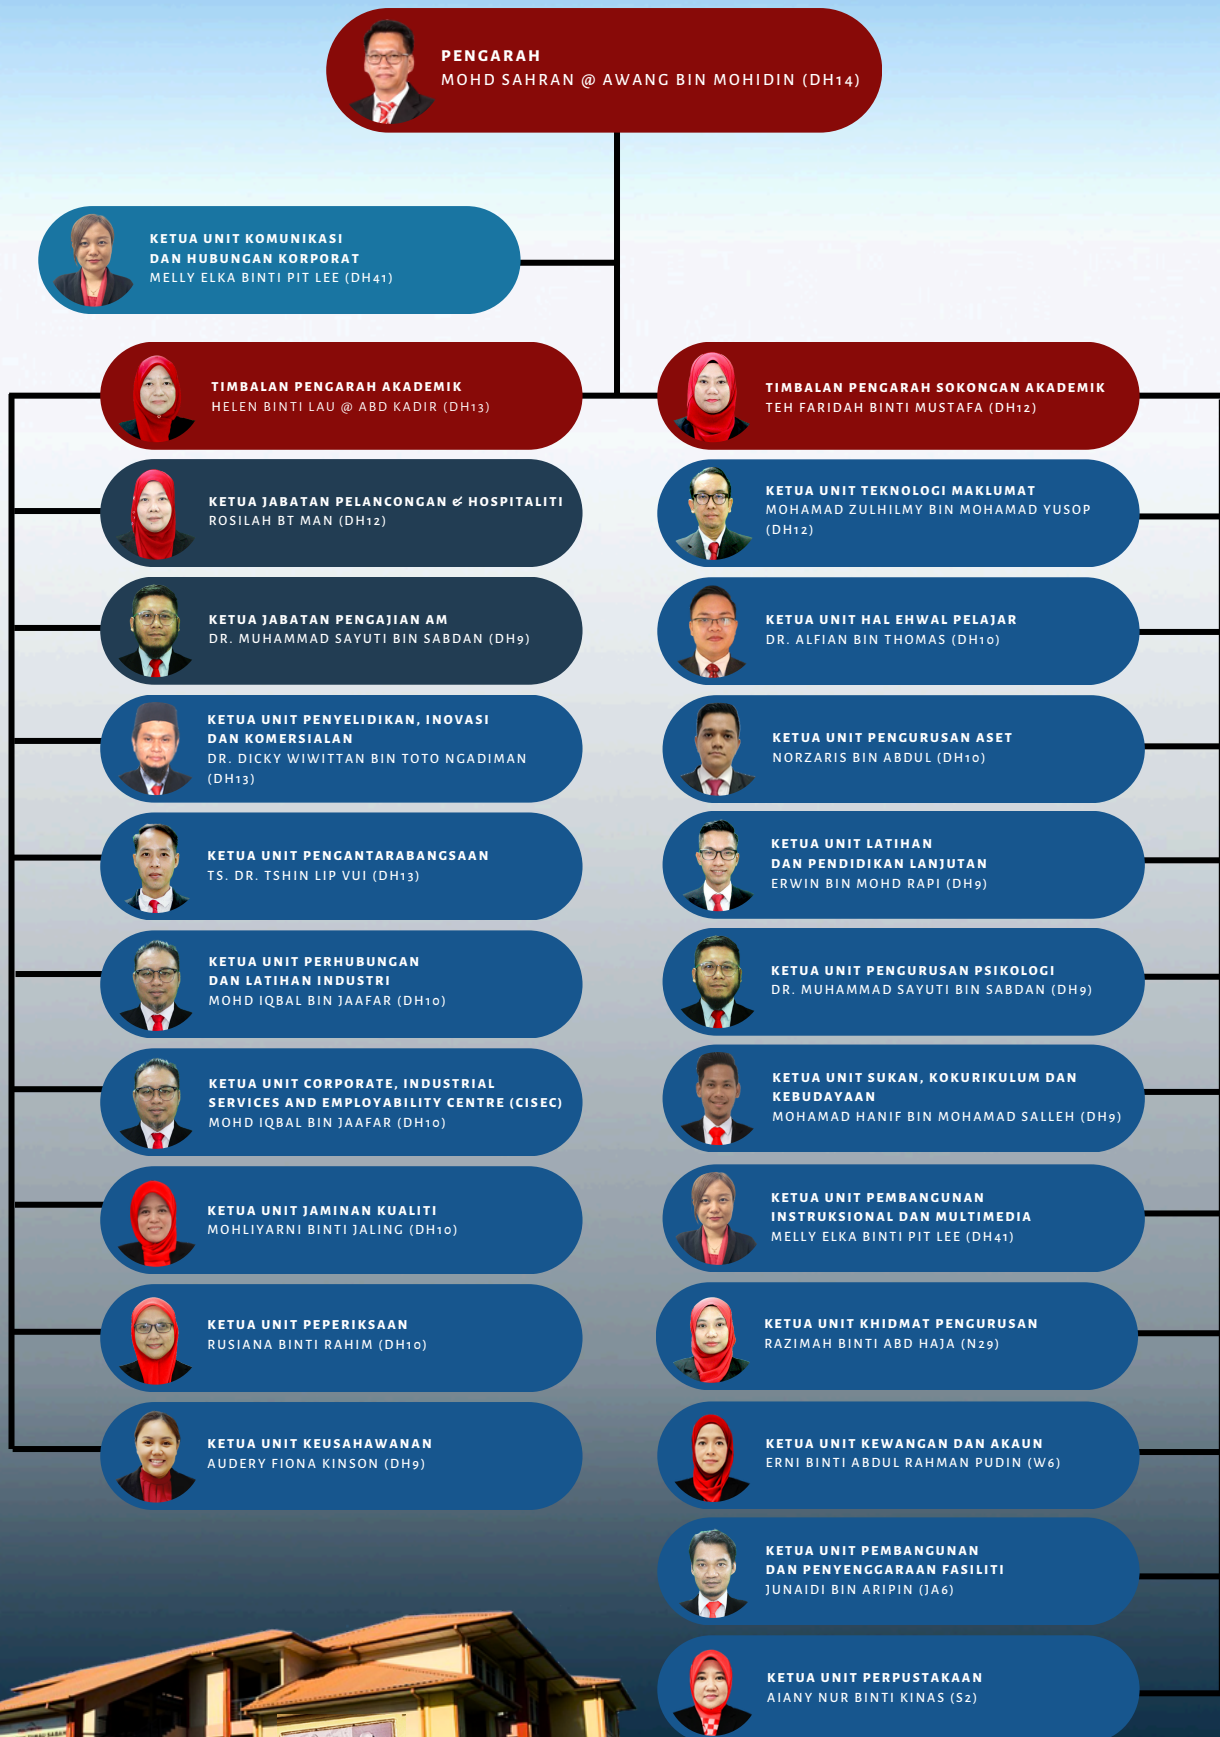 PENGARAH
MOHD SAHRAN @ AWANG BIN MOHIDIN (DH14)
KETUA UNIT KOMUNIKASI
DAN HUBUNGAN KORPORAT
MELLY ELKA BINTI PIT LEE (DH41)
TIMBALAN PENGARAH AKADEMIK
HELEN BINTI LAU @ ABD KADIR (DH13)
KETUA JABATAN PELANCONGAN & HOSPITALITI
ROSILAH BT MAN (DH12)
KETUA JABATAN PENGAJIAN AM
DR. MUHAMMAD SAYUTI BIN SABDAN (DH9)
KETUA UNIT PENYELIDIKAN, INOVASI
DAN KOMERSIALAN
DR. DICKY WIWITTAN BIN TOTO NGADIMAN
(DH13)
KETUA UNIT PENGANTARABANGSAAN
TS. DR. TSHIN LIP VUI (DH13)
KETUA UNIT PERHUBUNGAN
DAN LATIHAN INDUSTRI
MOHD IQBAL BIN JAAFAR (DH10)
KETUA UNIT CORPORATE, INDUSTRIAL
SERVICES AND EMPLOYABILITY CENTRE (CISEC)
MOHD IQBAL BIN JAAFAR (DH10)
KETUA UNIT JAMINAN KUALITI
MOHLIYARNI BINTI JALING (DH10)
KETUA UNIT PEPERIKSAAN
RUSIANA BINTI RAHIM (DH10)
KETUA UNIT KEUSAHAWANAN
AUDERY FIONA KINSON (DH9)
TIMBALAN PENGARAH SOKONGAN AKADEMIK
TEH FARIDAH BINTI MUSTAFA (DH12)
KETUA UNIT TEKNOLOGI MAKLUMAT
MOHAMAD ZULHILMY BIN MOHAMAD YUSOP
(DH12)
KETUA UNIT HAL EHWAL PELAJAR
DR. ALFIAN BIN THOMAS (DH10)
KETUA UNIT PENGURUSAN ASET
NORZARIS BIN ABDUL (DH10)
KETUA UNIT LATIHAN
DAN PENDIDIKAN LANJUTAN
ERWIN BIN MOHD RAPI (DH9)
KETUA UNIT PENGURUSAN PSIKOLOGI
DR. MUHAMMAD SAYUTI BIN SABDAN (DH9)
KETUA UNIT SUKAN, KOKURIKULUM DAN
KEBUDAYAAN
MOHAMAD HANIF BIN MOHAMAD SALLEH (DH9)
KETUA UNIT PEMBANGUNAN
INSTRUKSIONAL DAN MULTIMEDIA
MELLY ELKA BINTI PIT LEE (DH41)
KETUA UNIT KHIDMAT PENGURUSAN
RAZIMAH BINTI ABD HAJA (N29)
KETUA UNIT KEWANGAN DAN AKAUN
ERNI BINTI ABDUL RAHMAN PUDIN (W6)
KETUA UNIT PEMBANGUNAN
DAN PENYENGGARAAN FASILITI
JUNAIDI BIN ARIPIN (JA6)
KETUA UNIT PERPUSTAKAAN
AIANY NUR BINTI KINAS (S2)